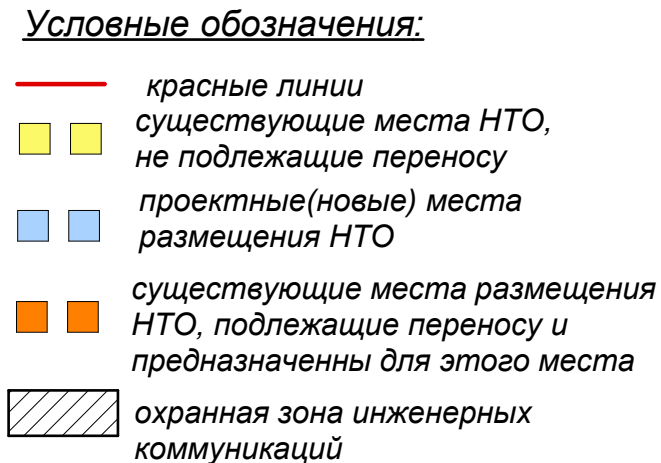 Условные обозначения:
красные линии
существующие места НТО,
не подлежащие переносу
проектные(новые) места
размещения НТО
существующие места размещения
НТО, подлежащие переносу и
предназначенны для этого места
охранная зона инженерных
коммуникаций